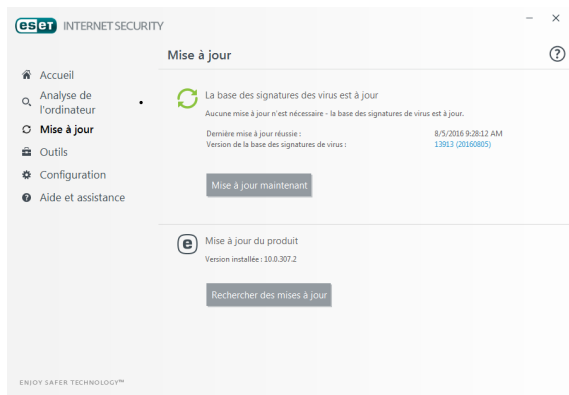 eset INTERNET SECURITY
Mise à jour
Accueil
Analyse de
l'ordinateur
Mise à jour
Outils
Configuration
Aide et assistance
La base des signatures des virus est à jour
Aucune mise à jour n'est nécessaire - la base des signatures de virus est à jour.
Dernière mise à jour réussie : 8/5/2016 9:28:12 AM
Version de la base des signatures de virus : 13913 (20160805)
Mise à jour maintenant
e Mise à jour du produit
Version installée : 10.0.307.2
Rechercher des mises à jour
ENJOY SAFER TECHNOLOGY™